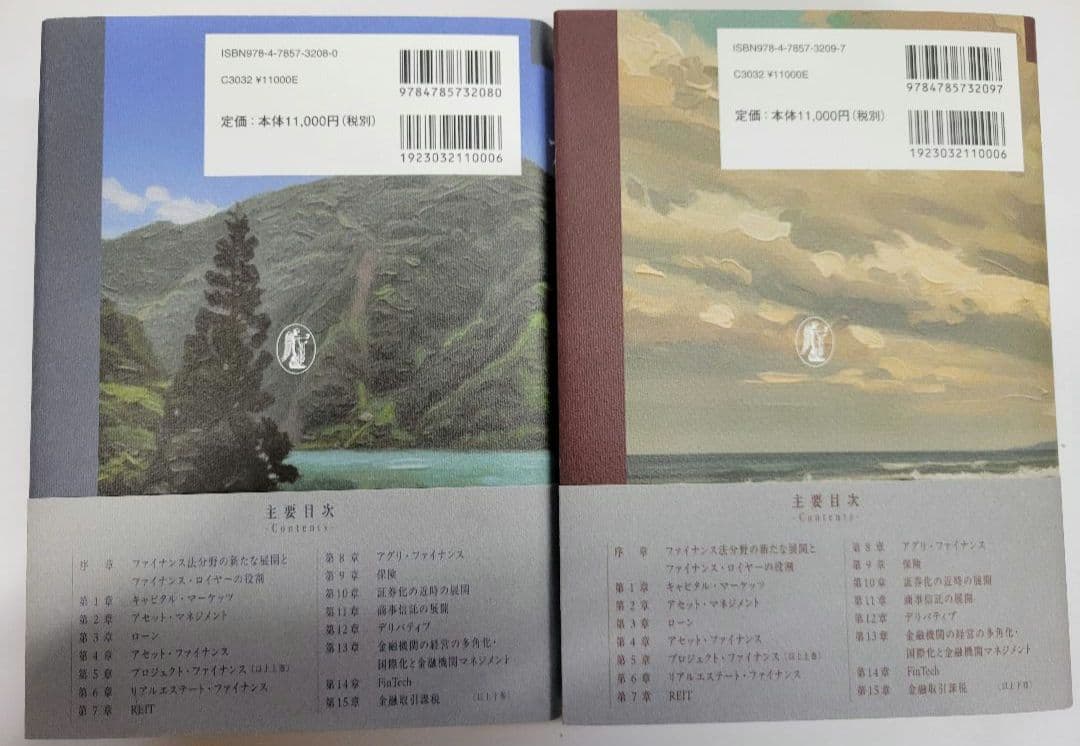 ISBN978-4-7857-3208-0
C3032 ¥11000E
定価：本体11,000円（税別）
9784785732080
1923032110006
主要目次
-Contents-
序　章　ファイナンス法分野の新たな展開と
ファイナンス・ロイヤーの役割
第1章　キャピタル・マーケッツ
第2章　アセット・マネジメント
第3章　ローン
第4章　アセット・ファイナンス
第5章　プロジェクト・ファイナンス（以上上巻）
第6章　リアルエステート・ファイナンス
第7章　REIT
第8章　アグリ・ファイナンス
第9章　保険
第10章　証券化の近時の展開
第11章　商事信託の展開
第12章　デリバティブ
第13章　金融機関の経営の多角化・
国際化と金融機関マネジメント
第14章　FinTech
第15章　金融取引課税　（以上下巻）
ISBN978-4-7857-3209-7
C3032 ¥11000E
定価：本体11,000円（税別）
9784785732097
1923032110006
主要目次
-Contents-
序　章　ファイナンス法分野の新たな展開と
ファイナンス・ロイヤーの役割
第1章　キャピタル・マーケッツ
第2章　アセット・マネジメント
第3章　ローン
第4章　アセット・ファイナンス
第5章　プロジェクト・ファイナンス（以上上巻）
第6章　リアルエステート・ファイナンス
第7章　REIT
第8章　アグリ・ファイナンス
第9章　保険
第10章　証券化の近時の展開
第11章　商事信託の展開
第12章　デリバティブ
第13章　金融機関の経営の多角化・
国際化と金融機関マネジメント
第14章　FinTech
第15章　金融取引課税　（以上下巻）